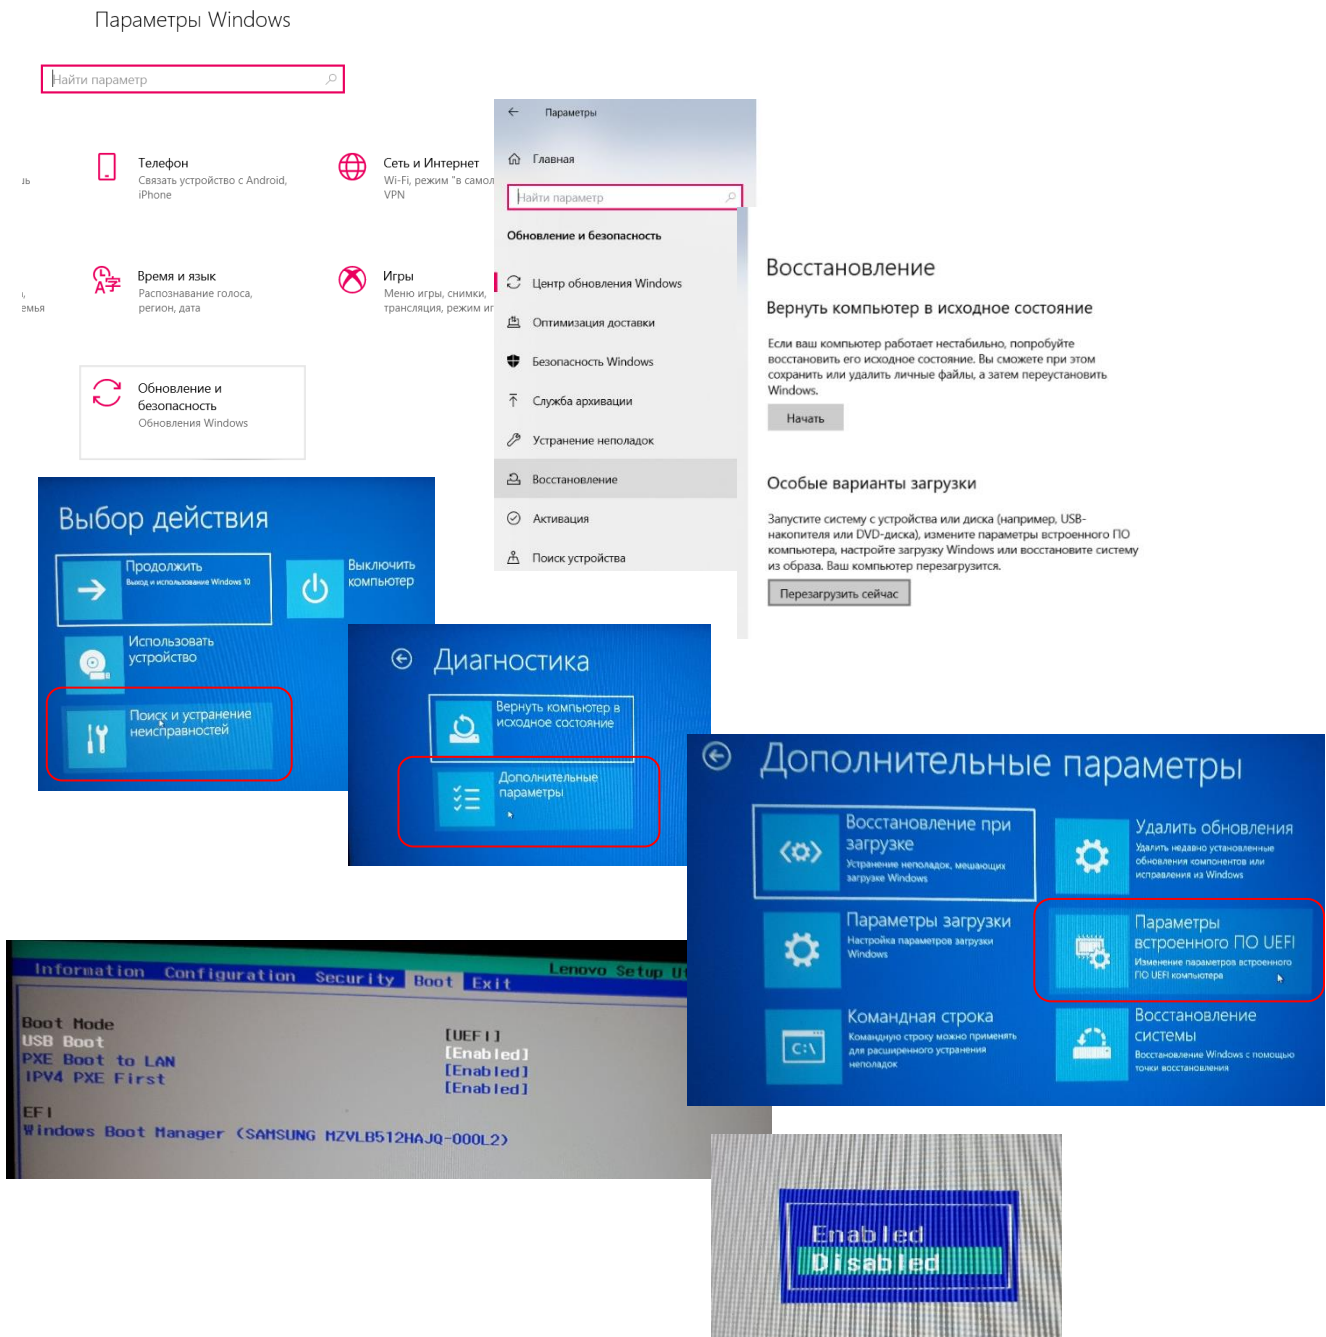 Параметры Windows
Найти параметр
Телефон
Связать устройство с Android,
iPhone
Сеть и Интернет
Wi-Fi, режим "в самол
VPN
Время и язык
Распознавание голоса,
регион, дата
Игры
Меню игры, снимки,
трансляция, режим иг
емья
Обновление и
безопасность
Обновления Windows
Параметры
Главная
Найти параметр
Обновление и безопасность
Центр обновления Windows
Оптимизация доставки
Безопасность Windows
Служба архивации
Устранение неполадок
Восстановление
Активация
Поиск устройства
Восстановление
Вернуть компьютер в исходное состояние
Если ваш компьютер работает нестабильно, попробуйте
восстановить его исходное состояние. Вы сможете при этом
сохранить или удалить личные файлы, а затем переустановить
Windows.
Начать
Особые варианты загрузки
Запустите систему с устройства или диска (например, USB-
накопителя или DVD-диска), измените параметры встроенного ПО
компьютера, настройте загрузку Windows или восстановите систему
из образа. Ваш компьютер перезагрузится.
Перезагрузить сейчас
Выбор действия
Продолжить
Выход и использование Windows 10
Выключить
компьютер
Использовать
устройство
Поиск и устранение
неисправностей
Диагностика
Вернуть компьютер в
исходное состояние
Дополнительные
параметры
Дополнительные параметры
Восстановление при
загрузке
Устранение неполадок, мешающих
загрузке Windows
Удалить обновления
Удалить недавно установленные
обновления компонентов или
исправления из Windows
Параметры загрузки
Настройка параметров загрузки
Windows
Параметры
встроенного ПО UEFI
Изменение параметров встроенного
ПО UEFI компьютера
Командная строка
Командную строку можно применять
для расширенного устранения
неполадок
C:\
Восстановление
системы
Восстановление Windows с помощью
точки восстановления
Lenovo Setup Ut
Information Configuration Security Boot Exit
Boot Mode [UEFI]
USB Boot [Enabled]
PXE Boot to LAN [Enabled]
IPV4 PXE First [Enabled]
EFI
Windows Boot Manager (SAMSUNG MZVLB512HAJQ-000L2)
Enabled
Disabled